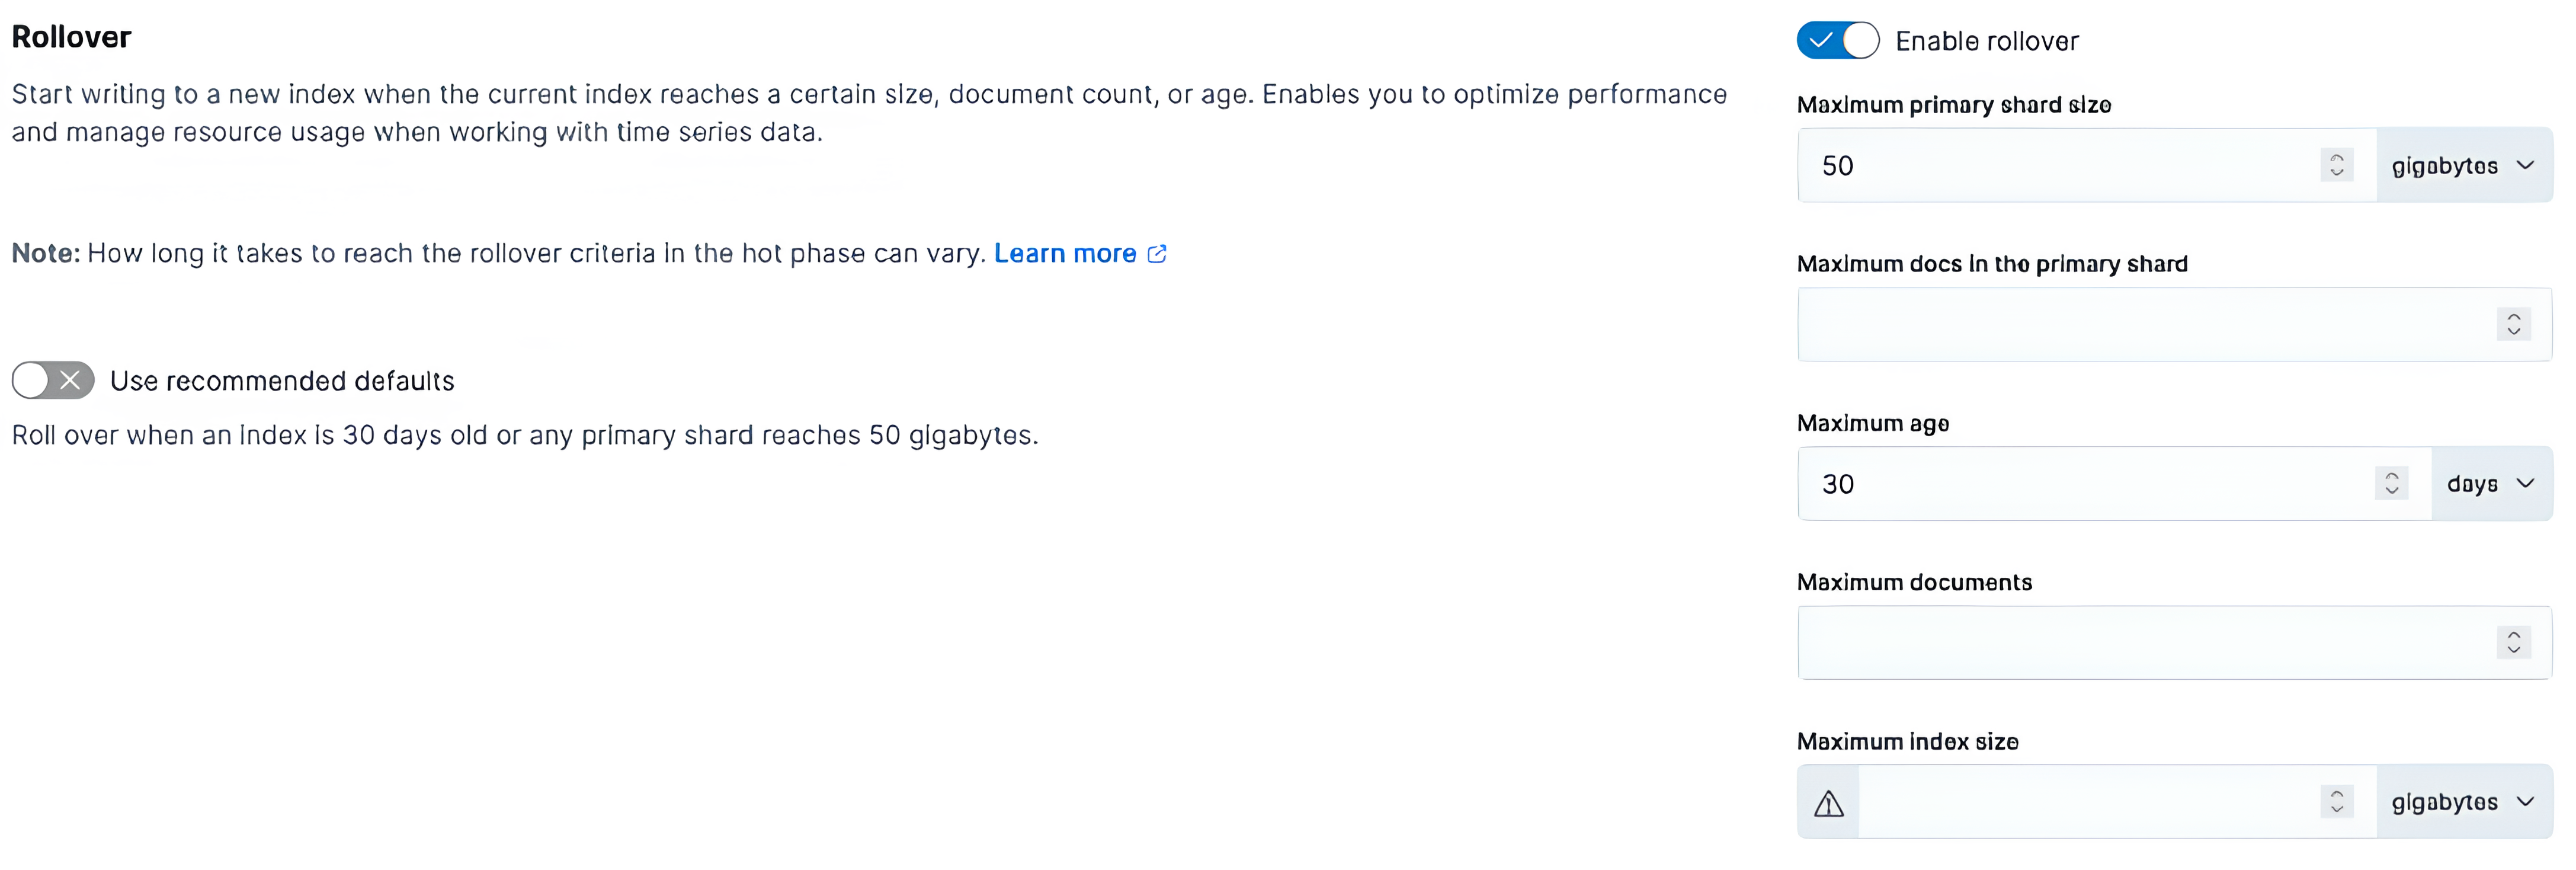 Rollover
Start writing to a new index when the current index reaches a certain size, document count, or age. Enables you to optimize performance
and manage resource usage when working with time series data.
Note: How long it takes to reach the rollover criteria in the hot phase can vary. Learn more
Use recommended defaults
Roll over when an index is 30 days old or any primary shard reaches 50 gigabytes.
Enable rollover
Maximum primary shard size
50
gigabytes
Maximum docs in the primary shard
Maximum age
30
days
Maximum documents
Maximum index size
gigabytes